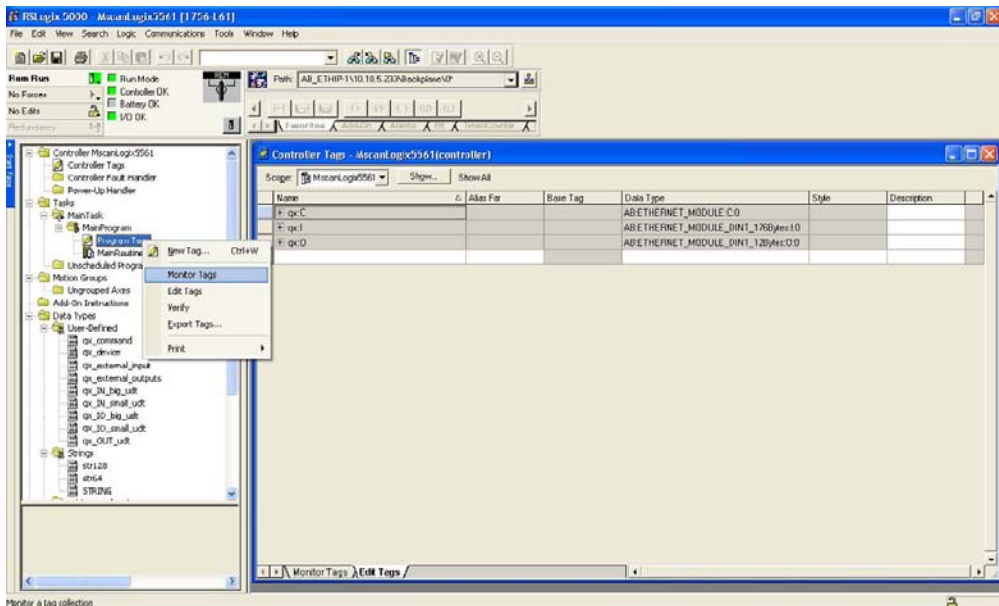 RSLogix 5000 - MscanLogix5561 [1756-L61]
File Edit View Search Logic Communications Tools Window Help
Rem Run
Run Mode
No Forces
Controller OK
Battery OK
No Edits
I/O OK
Redundancy
REM
Path: AB_ETHIP-1\10.10.5.233\Backplane\0*
Favorites Add-On Alarms Bit Timer/Counter
Start Page
Controller MscanLogix5561
Controller Tags
Controller Fault Handler
Power-Up Handler
Tasks
MainTask
MainProgram
Program Tags
MainRoutine
Unscheduled Progra
Motion Groups
Ungrouped Axes
Add-On Instructions
Data Types
User-Defined
qx_command
qx_device
qx_external_input
qx_external_outputs
qx_IN_big_udt
qx_IN_small_udt
qx_IO_big_udt
qx_IO_small_udt
qx_OUT_udt
Strings
str128
str64
STRING
New Tag... Ctrl+W
Monitor Tags
Edit Tags
Verify
Export Tags...
Print
Controller Tags - MscanLogix5561(controller)
Scope: MscanLogix5561 Show... Show All
Name Alias For Base Tag Data Type Style Description
qx:C AB:ETHERNET_MODULE:C:0
qx:I AB:ETHERNET_MODULE_DINT_176Bytes:I:0
qx:O AB:ETHERNET_MODULE_DINT_12Bytes:O:0
Monitor Tags Edit Tags
Monitor a tag collection